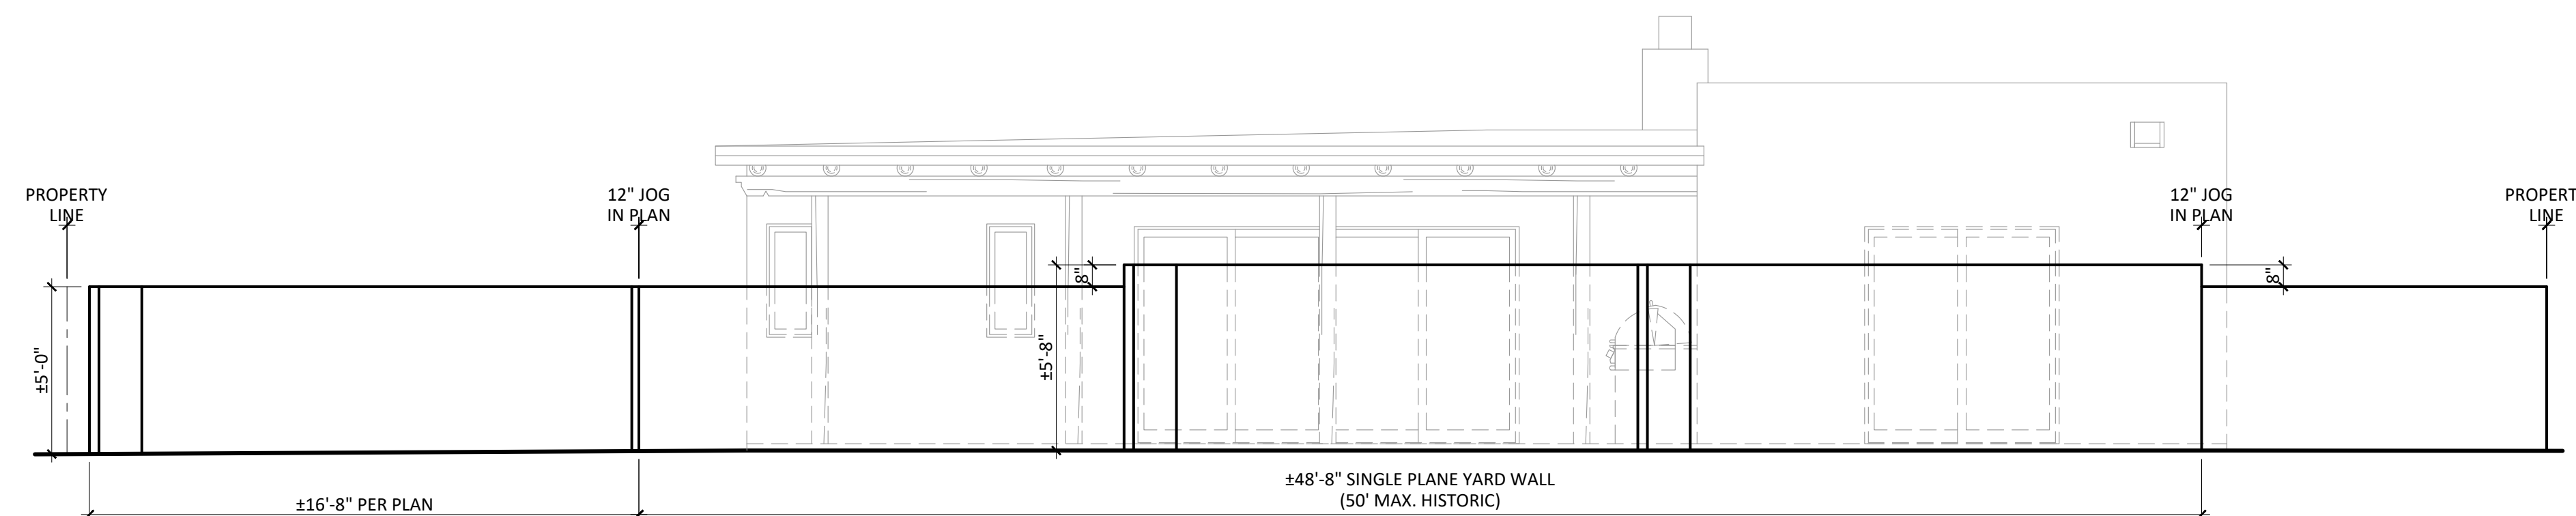 PROPERTY
LINE
12" JOG
IN PLAN
12" JOG
IN PLAN
PROPERT
LINE
8"
8"
±5'-0"
±5'-8"
±48'-8" SINGLE PLANE YARD WALL
(50' MAX. HISTORIC)
±16'-8" PER PLAN